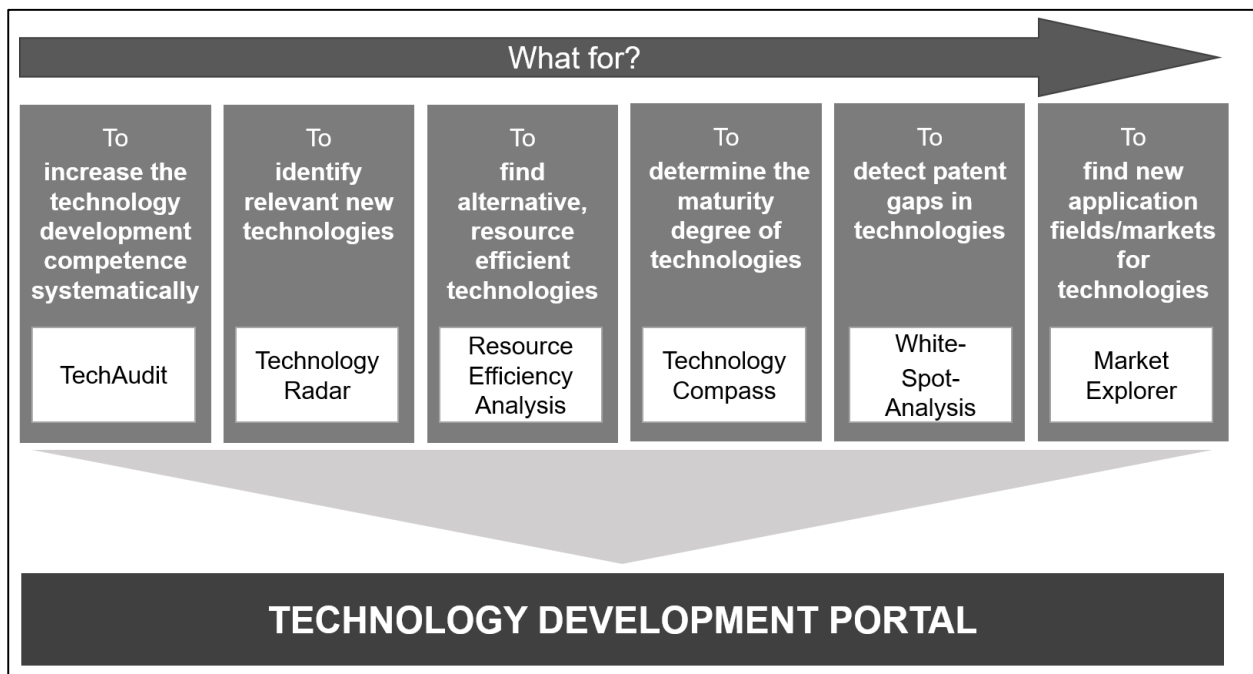 What for?
To
increase the
technology
development
competence
systematically
TechAudit
To
identify
relevant new
technologies
Technology
Radar
To
find
alternative,
resource
efficient
technologies
Resource
Efficiency
Analysis
To
determine the
maturity
degree of
technologies
Technology
Compass
To
detect patent
gaps in
technologies
White-
Spot-
Analysis
To
find new
application
fields/markets
for
technologies
Market
Explorer
TECHNOLOGY DEVELOPMENT PORTAL